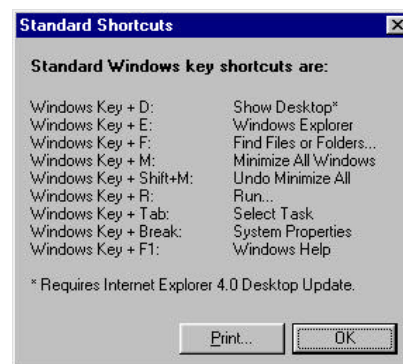 Standard Shortcuts
Standard Windows key shortcuts are:
Windows Key + D: Show Desktop*
Windows Key + E: Windows Explorer
Windows Key + F: Find Files or Folders...
Windows Key + M: Minimize All Windows
Windows Key + Shift+M: Undo Minimize All
Windows Key + R: Run...
Windows Key + Tab: Select Task
Windows Key + Break: System Properties
Windows Key + F1: Windows Help
* Requires Internet Explorer 4.0 Desktop Update.
Print... OK